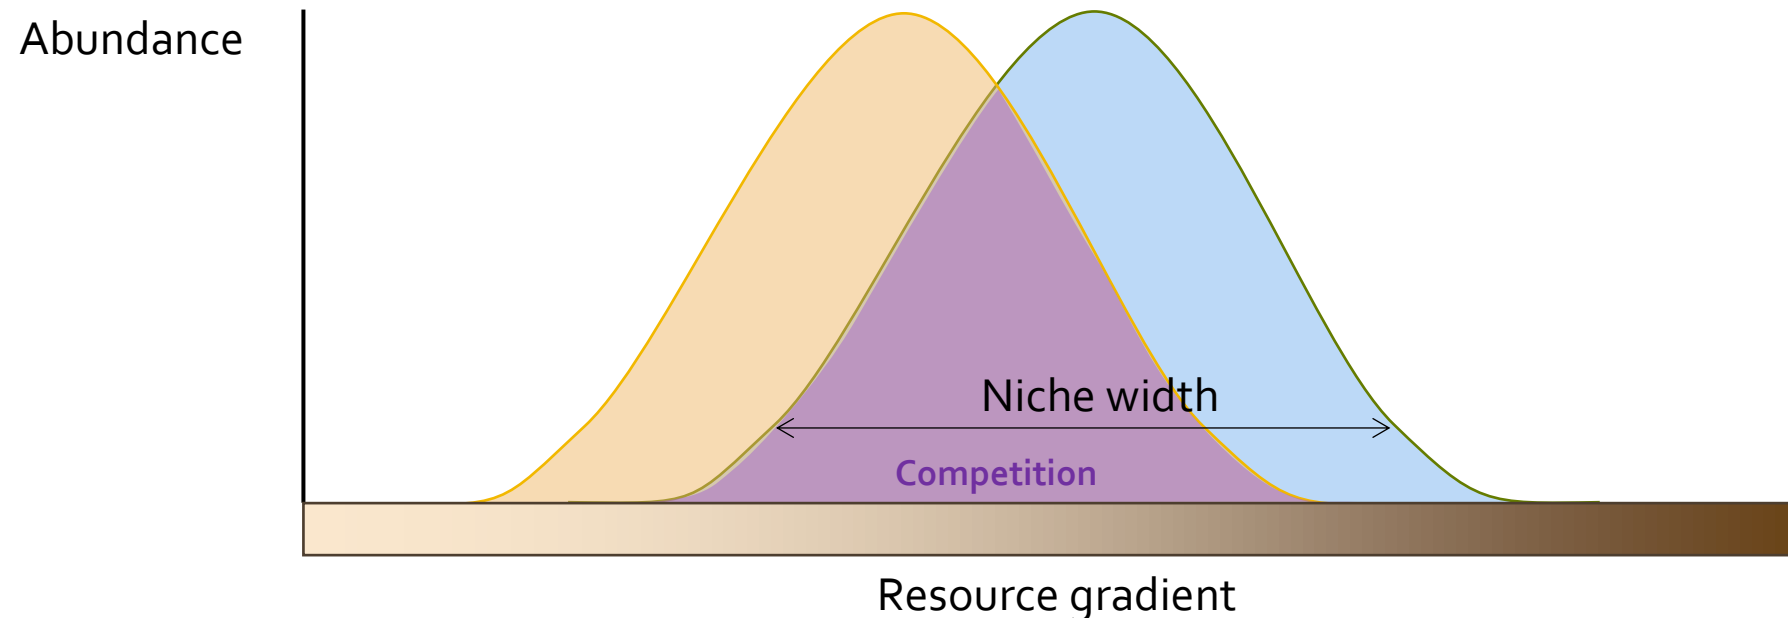 Abundance
Niche width
Competition
Resource gradient